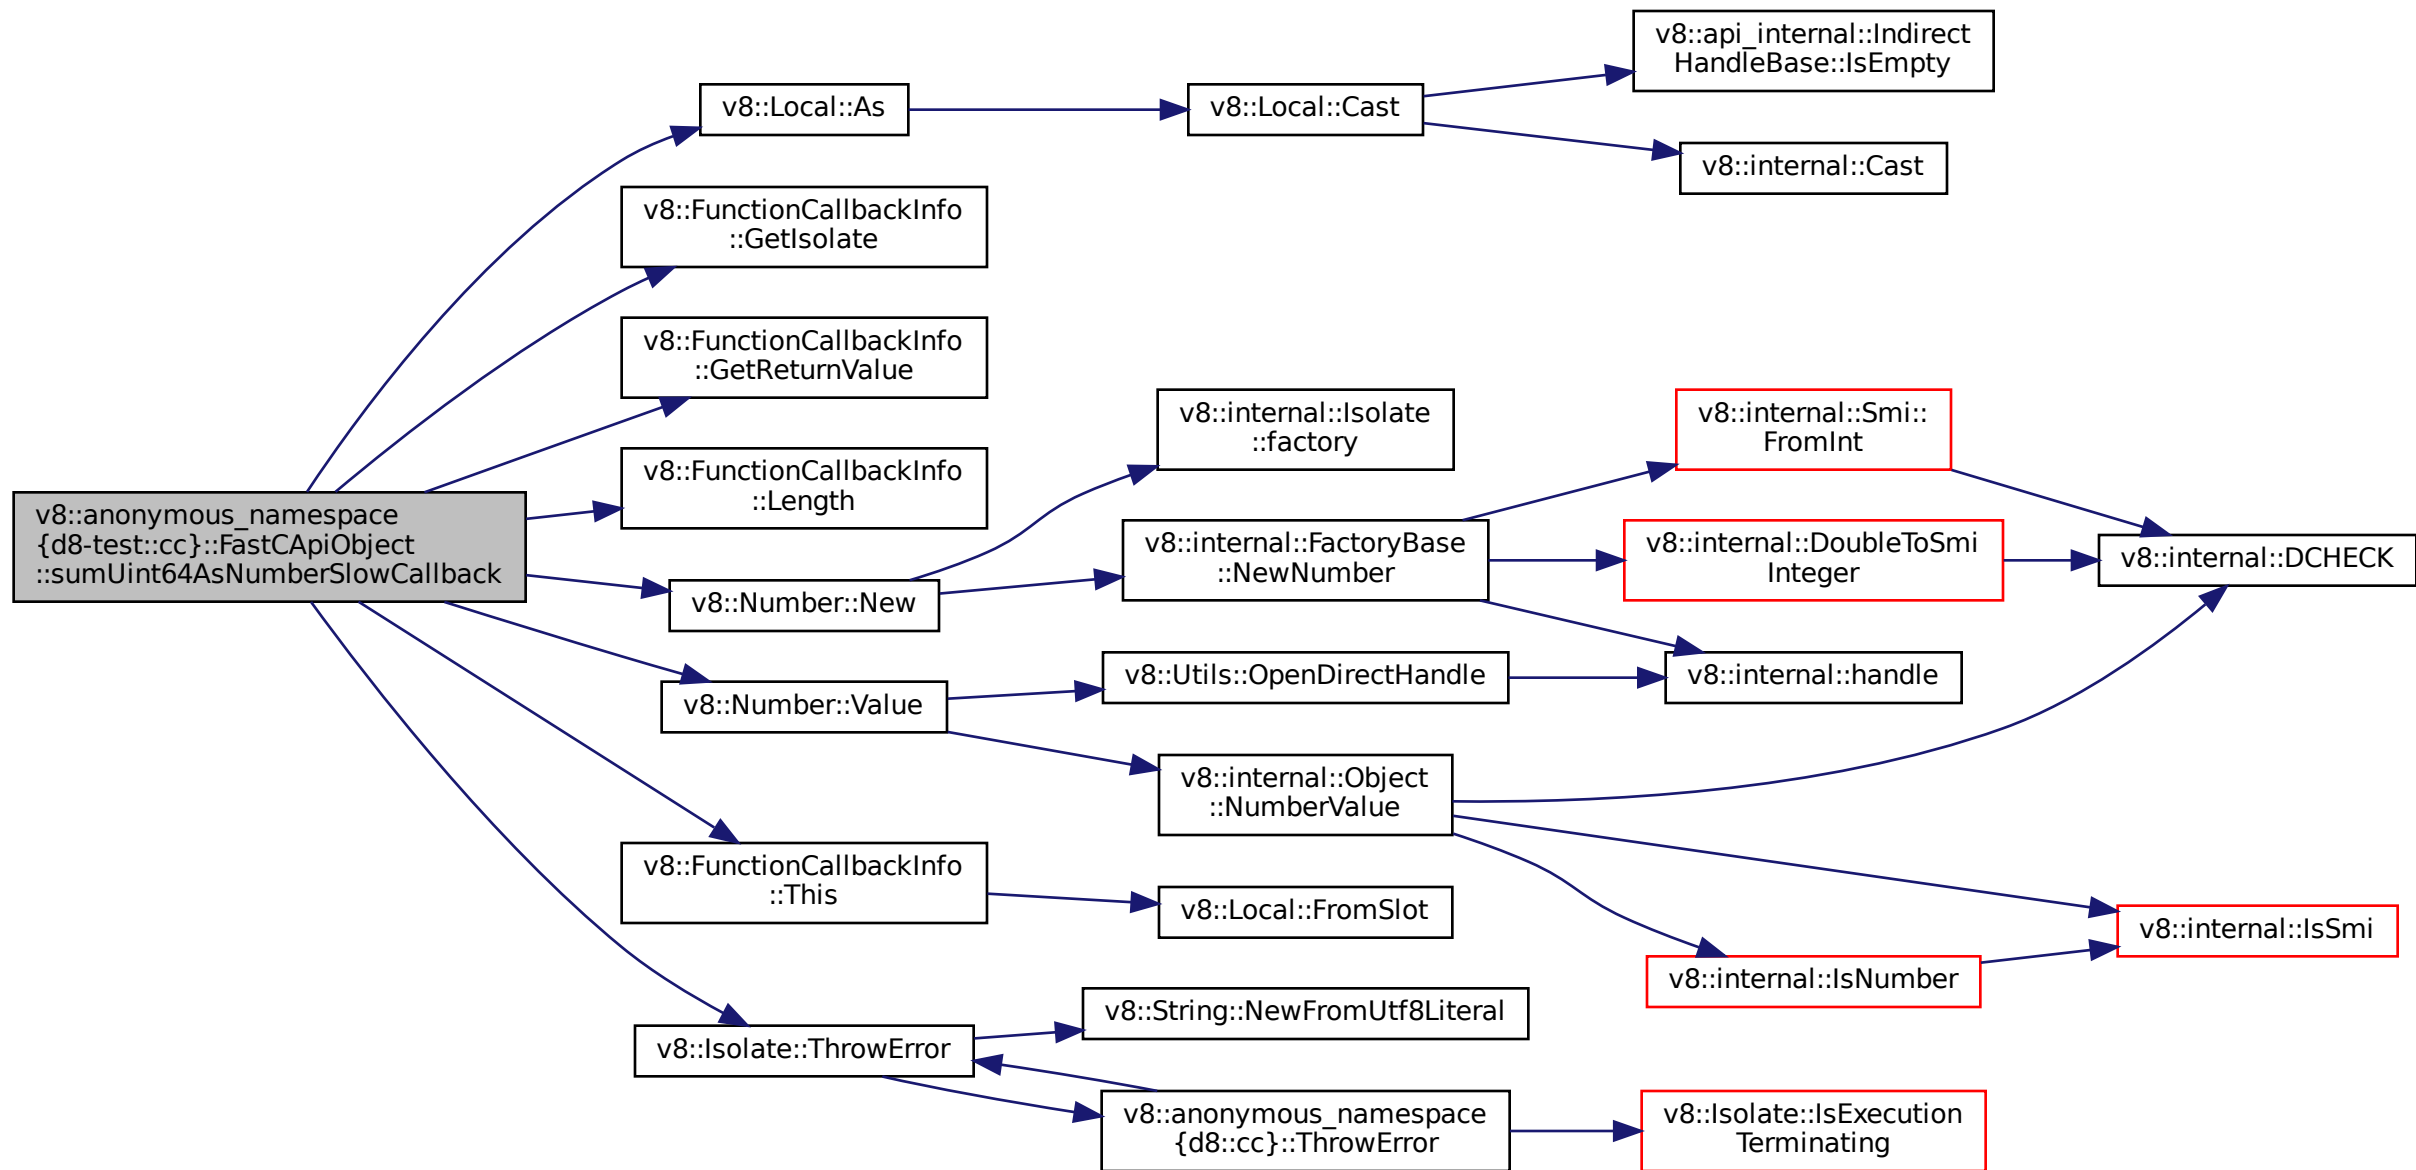 v8::api_internal::Indirect
HandleBase::IsEmpty
v8::Local::As
v8::Local::Cast
v8::internal::Cast
v8::FunctionCallbackInfo
::GetIsolate
v8::FunctionCallbackInfo
::GetReturnValue
v8::internal::Isolate
::factory
v8::internal::Smi::
FromInt
v8::FunctionCallbackInfo
::Length
v8::anonymous_namespace
{d8-test::cc}::FastCApiObject
::sumUint64AsNumberSlowCallback
v8::internal::FactoryBase
::NewNumber
v8::internal::DoubleToSmi
Integer
v8::internal::DCHECK
v8::Number::New
v8::Utils::OpenDirectHandle
v8::internal::handle
v8::Number::Value
v8::internal::Object
::NumberValue
v8::FunctionCallbackInfo
::This
v8::Local::FromSlot
v8::internal::IsSmi
v8::internal::IsNumber
v8::String::NewFromUtf8Literal
v8::Isolate::ThrowError
v8::anonymous_namespace
{d8::cc}::ThrowError
v8::Isolate::IsExecution
Terminating